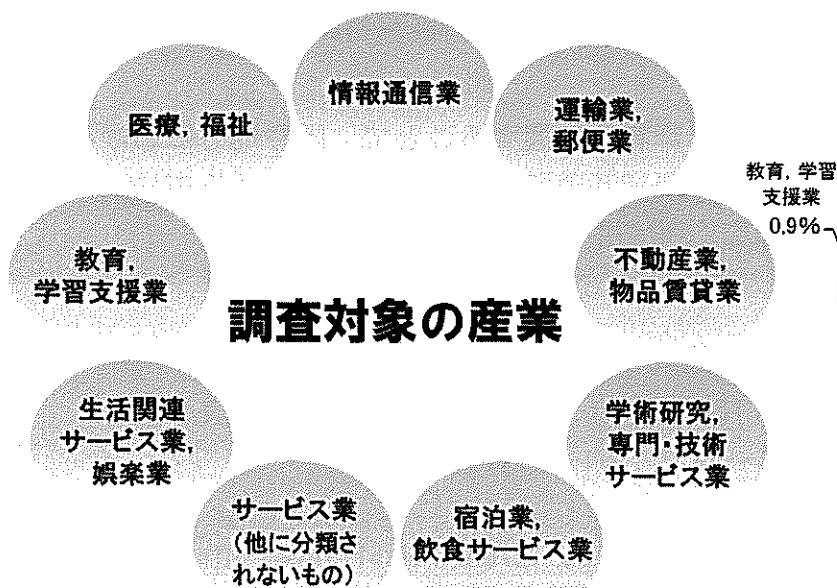 情報通信業
運輸業,
郵便業
医療, 福祉
教育, 学習
支援業
0.9%
不動産業,
物品賃貸業
教育,
学習支援業
調査対象の産業
学術研究,
専門・技術
サービス業
生活関連
サービス業,
娯楽業
宿泊業,
飲食サービス業
サービス業
(他に分類さ
れないもの)